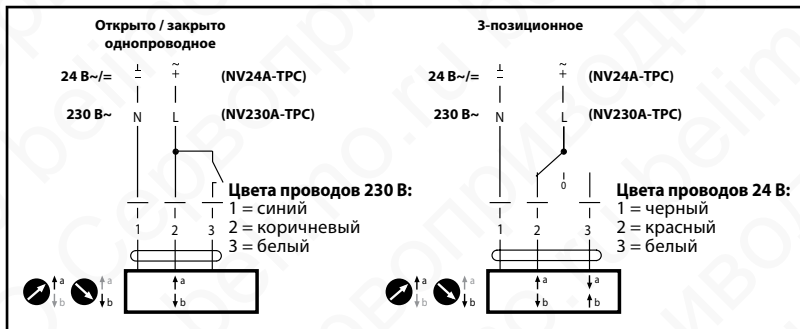 Открыто / закрыто
однопроводное
24 В~/= ⊥ ~ + (NV24A-TPC)
230 В~ N L (NV230A-TPC)
Цвета проводов 230 В:
1 = синий
2 = коричневый
3 = белый
1 2 3
a b a b a b
3-позиционное
24 В~/= ⊥ ~ + (NV24A-TPC)
230 В~ N L (NV230A-TPC)
0
Цвета проводов 24 В:
1 = черный
2 = красный
3 = белый
1 2 3
a b a b a b a b